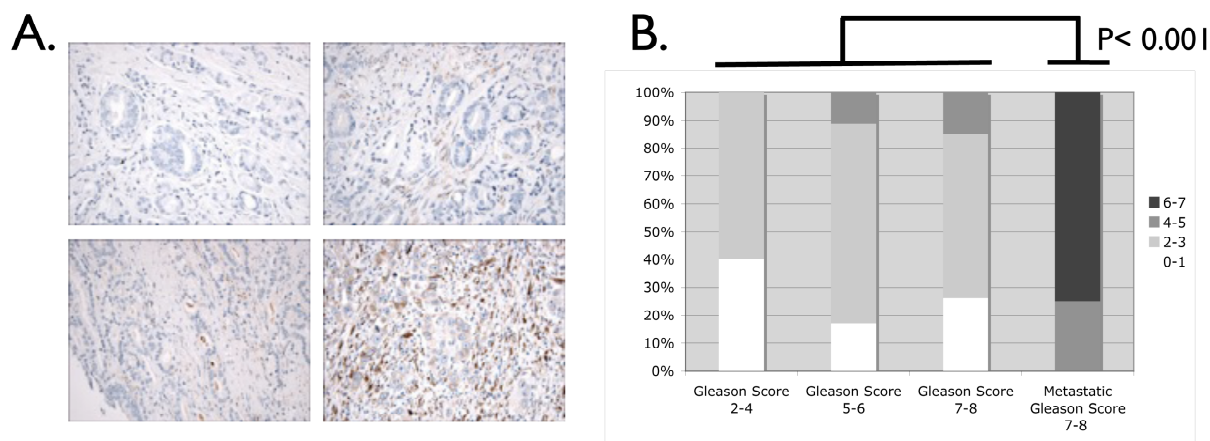 A.
B.
P< 0.001
100%
90%
80%
70%
60%
50%
40%
30%
20%
10%
0%
6-7
4-5
2-3
0-1
Gleason Score
2-4
Gleason Score
5-6
Gleason Score
7-8
Metastatic
Gleason Score
7-8